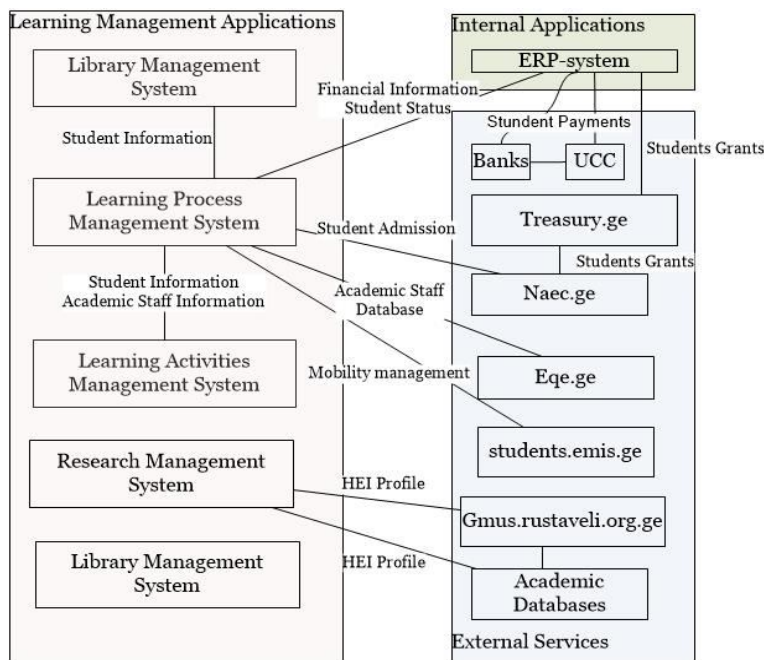 Learning Management Applications
Library Management
System
Student Information
Learning Process
Management System
Student Information
Academic Staff Information
Learning Activities
Management System
Research Management
System
Library Management
System
Financial Information
Student Status
Student Admission
Academic Staff
Database
Mobility management
HEI Profile
HEI Profile
Internal Applications
ERP-system
Stundent Payments
Banks
UCC
Students Grants
Treasury.ge
Students Grants
Naec.ge
Eqe.ge
students.emis.ge
Gmus.rustaveli.org.ge
Academic
Databases
External Services